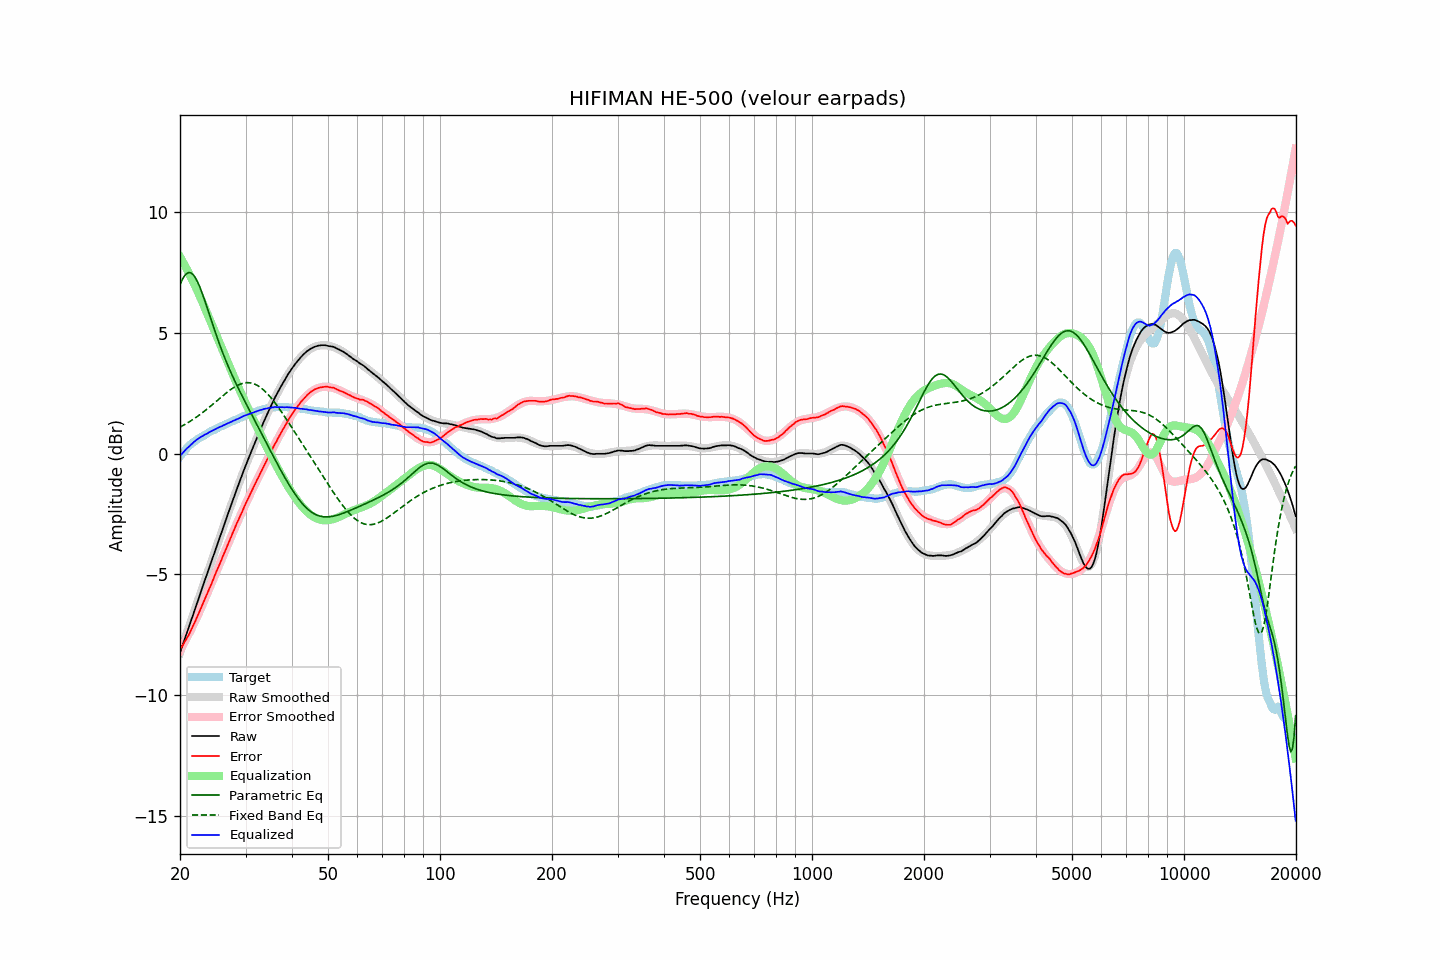 HIFIMAN HE-500 (velour earpads)
Amplitude (dBr)
10
5
0
−5
−10
−15
Target
Raw Smoothed
Error Smoothed
Raw
Error
Equalization
Parametric Eq
Fixed Band Eq
Equalized
20 50 100 200 500 1000 2000 5000 10000 20000
Frequency (Hz)